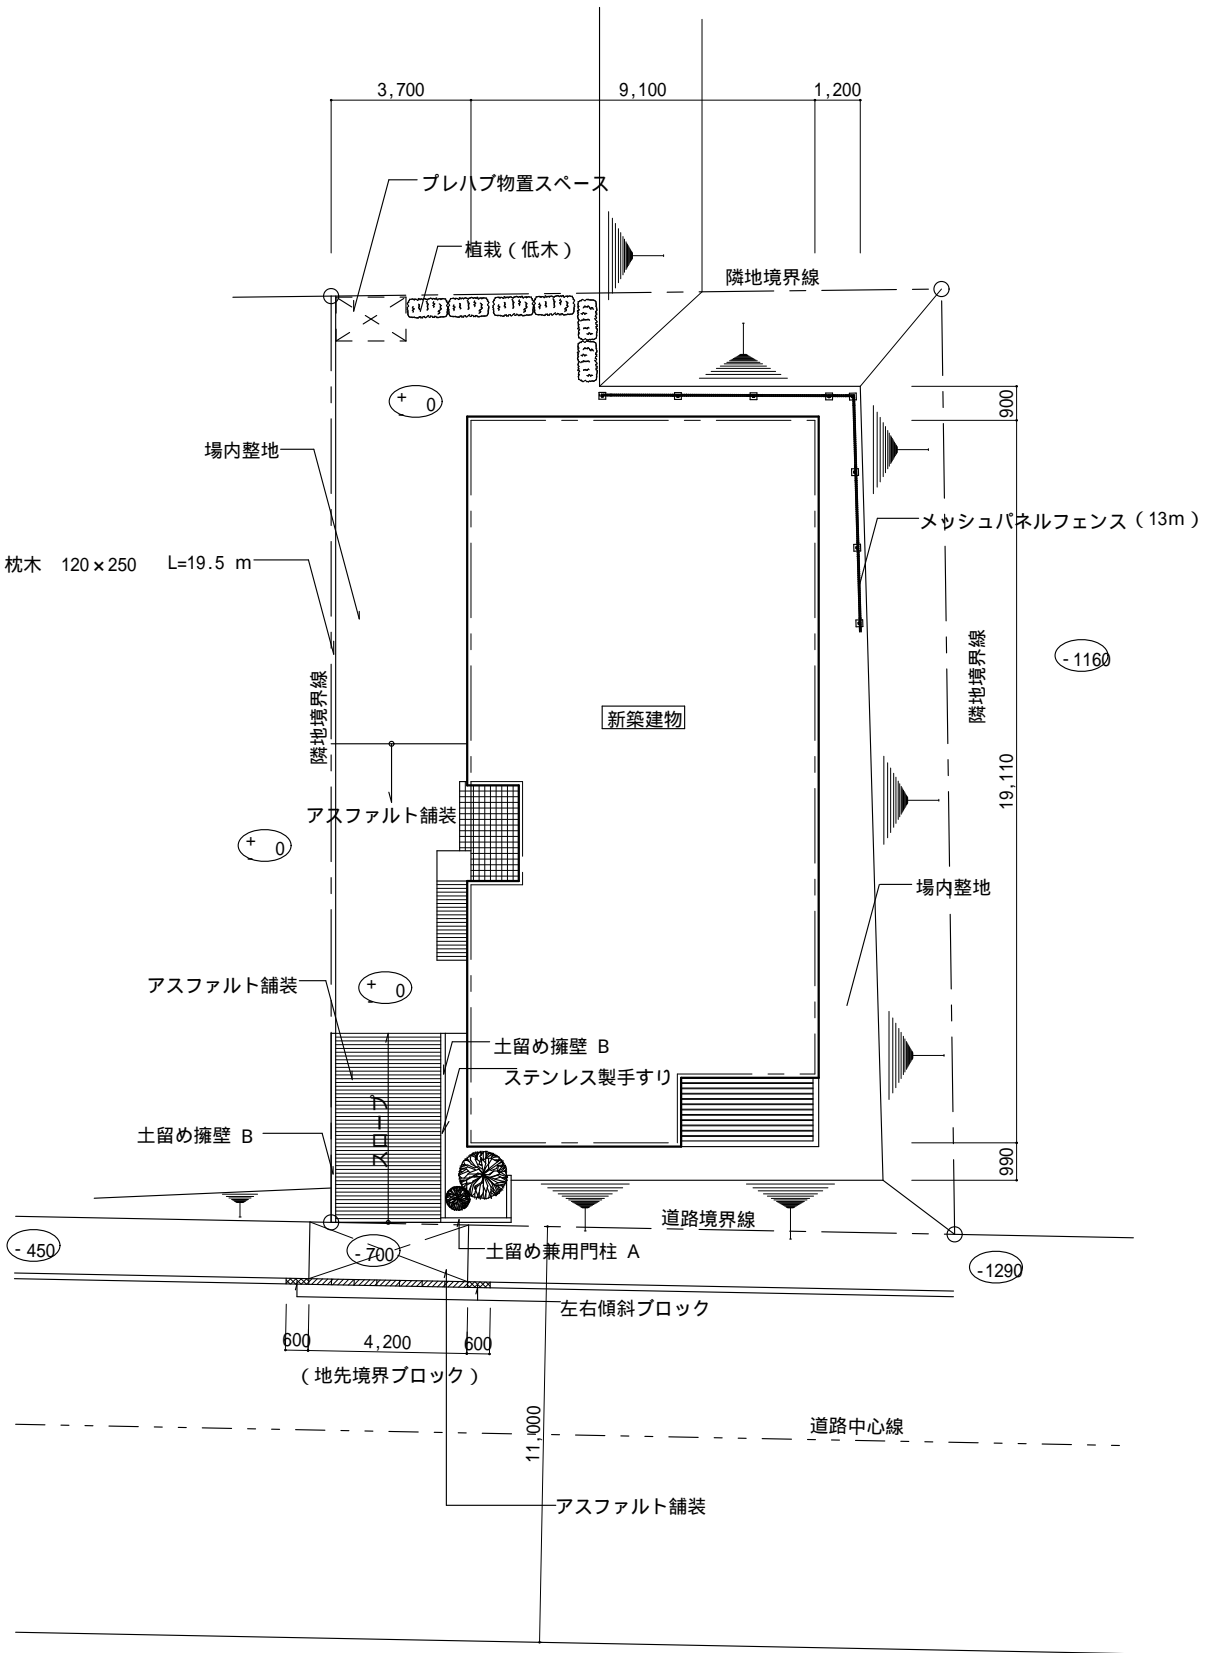 3,700
9,100
1,200
プレハブ物置スペース
植栽(低木)
隣地境界線
+
- 0
900
場内整地
メッシュパネルフェンス(13m)
枕木 120×250 L=19.5 m
隣地境界線
隣地境界線
-1160
新築建物
19,110
アスファルト舗装
+
- 0
場内整地
アスファルト舗装
+
- 0
土留め擁壁 B
ステンレス製手すり
スロープ
土留め擁壁 B
990
道路境界線
-450
-700
土留め兼用門柱 A
-1290
左右傾斜ブロック
600
4,200
600
(地先境界ブロック)
11,000
道路中心線
アスファルト舗装